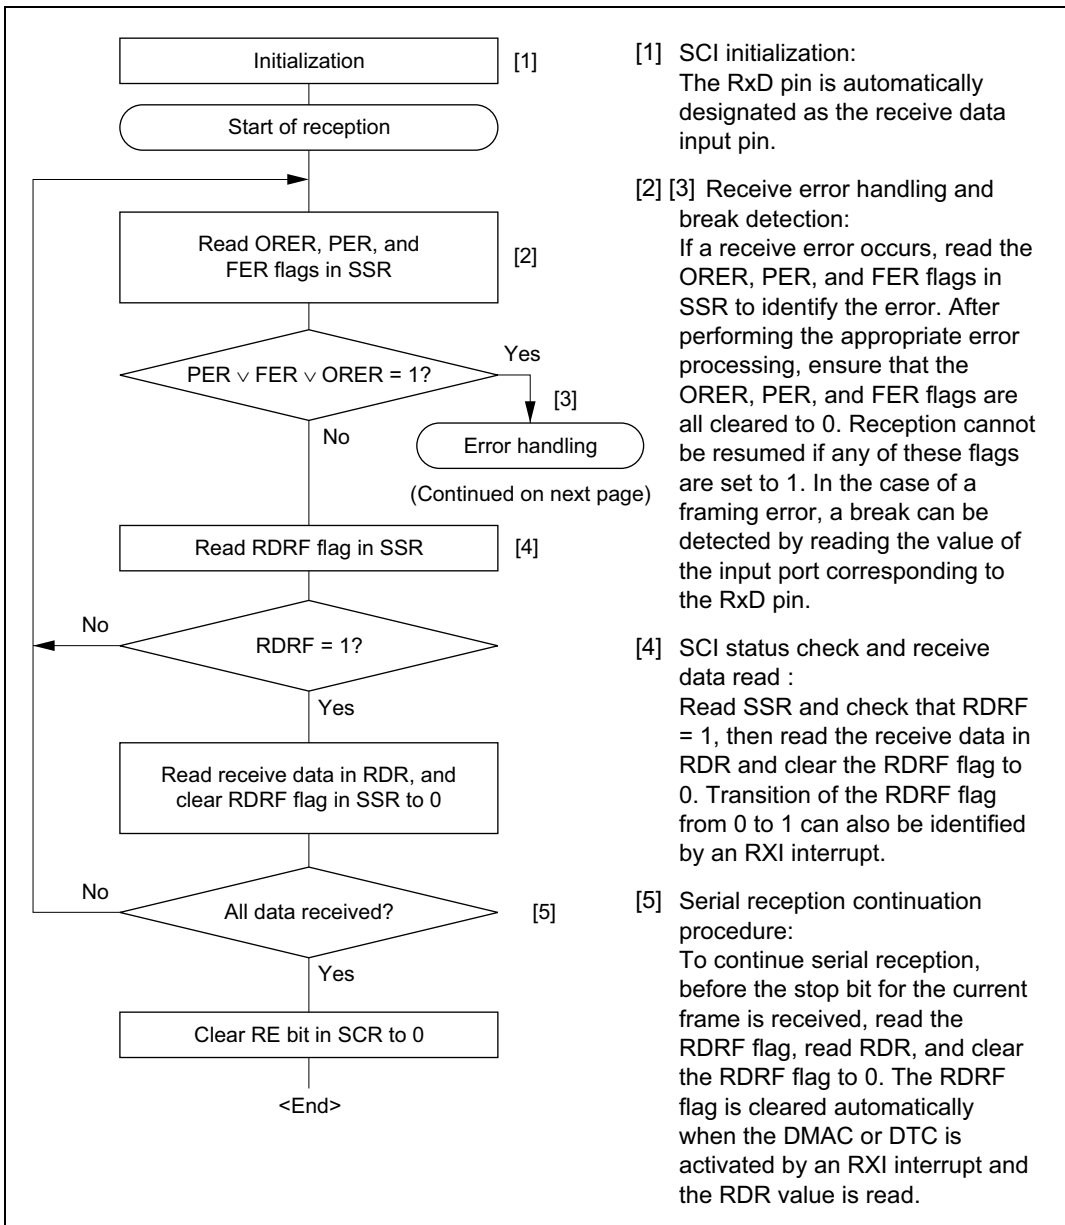 Initialization
[1]
Start of reception
Read ORER, PER, and
FER flags in SSR
[2]
PER ∨ FER ∨ ORER = 1?
Yes
[3]
No
Error handling
(Continued on next page)
Read RDRF flag in SSR
[4]
No
RDRF = 1?
Yes
Read receive data in RDR, and
clear RDRF flag in SSR to 0
No
All data received?
[5]
Yes
Clear RE bit in SCR to 0
<End>
[1] SCI initialization:
The RxD pin is automatically
designated as the receive data
input pin.
[2] [3] Receive error handling and
break detection:
If a receive error occurs, read the
ORER, PER, and FER flags in
SSR to identify the error. After
performing the appropriate error
processing, ensure that the
ORER, PER, and FER flags are
all cleared to 0. Reception cannot
be resumed if any of these flags
are set to 1. In the case of a
framing error, a break can be
detected by reading the value of
the input port corresponding to
the RxD pin.
[4] SCI status check and receive
data read :
Read SSR and check that RDRF
= 1, then read the receive data in
RDR and clear the RDRF flag to
0. Transition of the RDRF flag
from 0 to 1 can also be identified
by an RXI interrupt.
[5] Serial reception continuation
procedure:
To continue serial reception,
before the stop bit for the current
frame is received, read the
RDRF flag, read RDR, and clear
the RDRF flag to 0. The RDRF
flag is cleared automatically
when the DMAC or DTC is
activated by an RXI interrupt and
the RDR value is read.